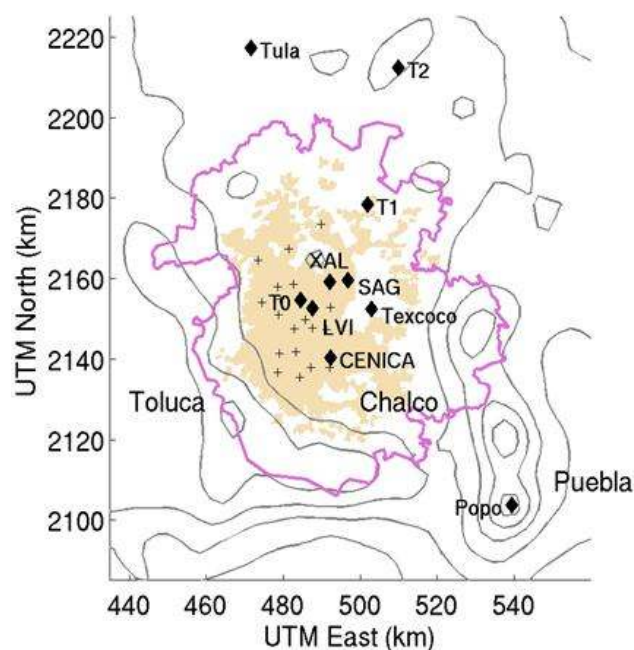 2220
Tula
T2
2200
2180
T1
XAL
2160
SAG
T0
Texcoco
LVI
2140
CENICA
Toluca
Chalco
2120
Puebla
Popo
2100
440 460 480 500 520 540
UTM East (km)
UTM North (km)